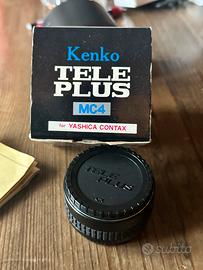 Kenko
TELE
PLUS
MC4
for YASHICA CONTAX
TELE
PLUS
subito